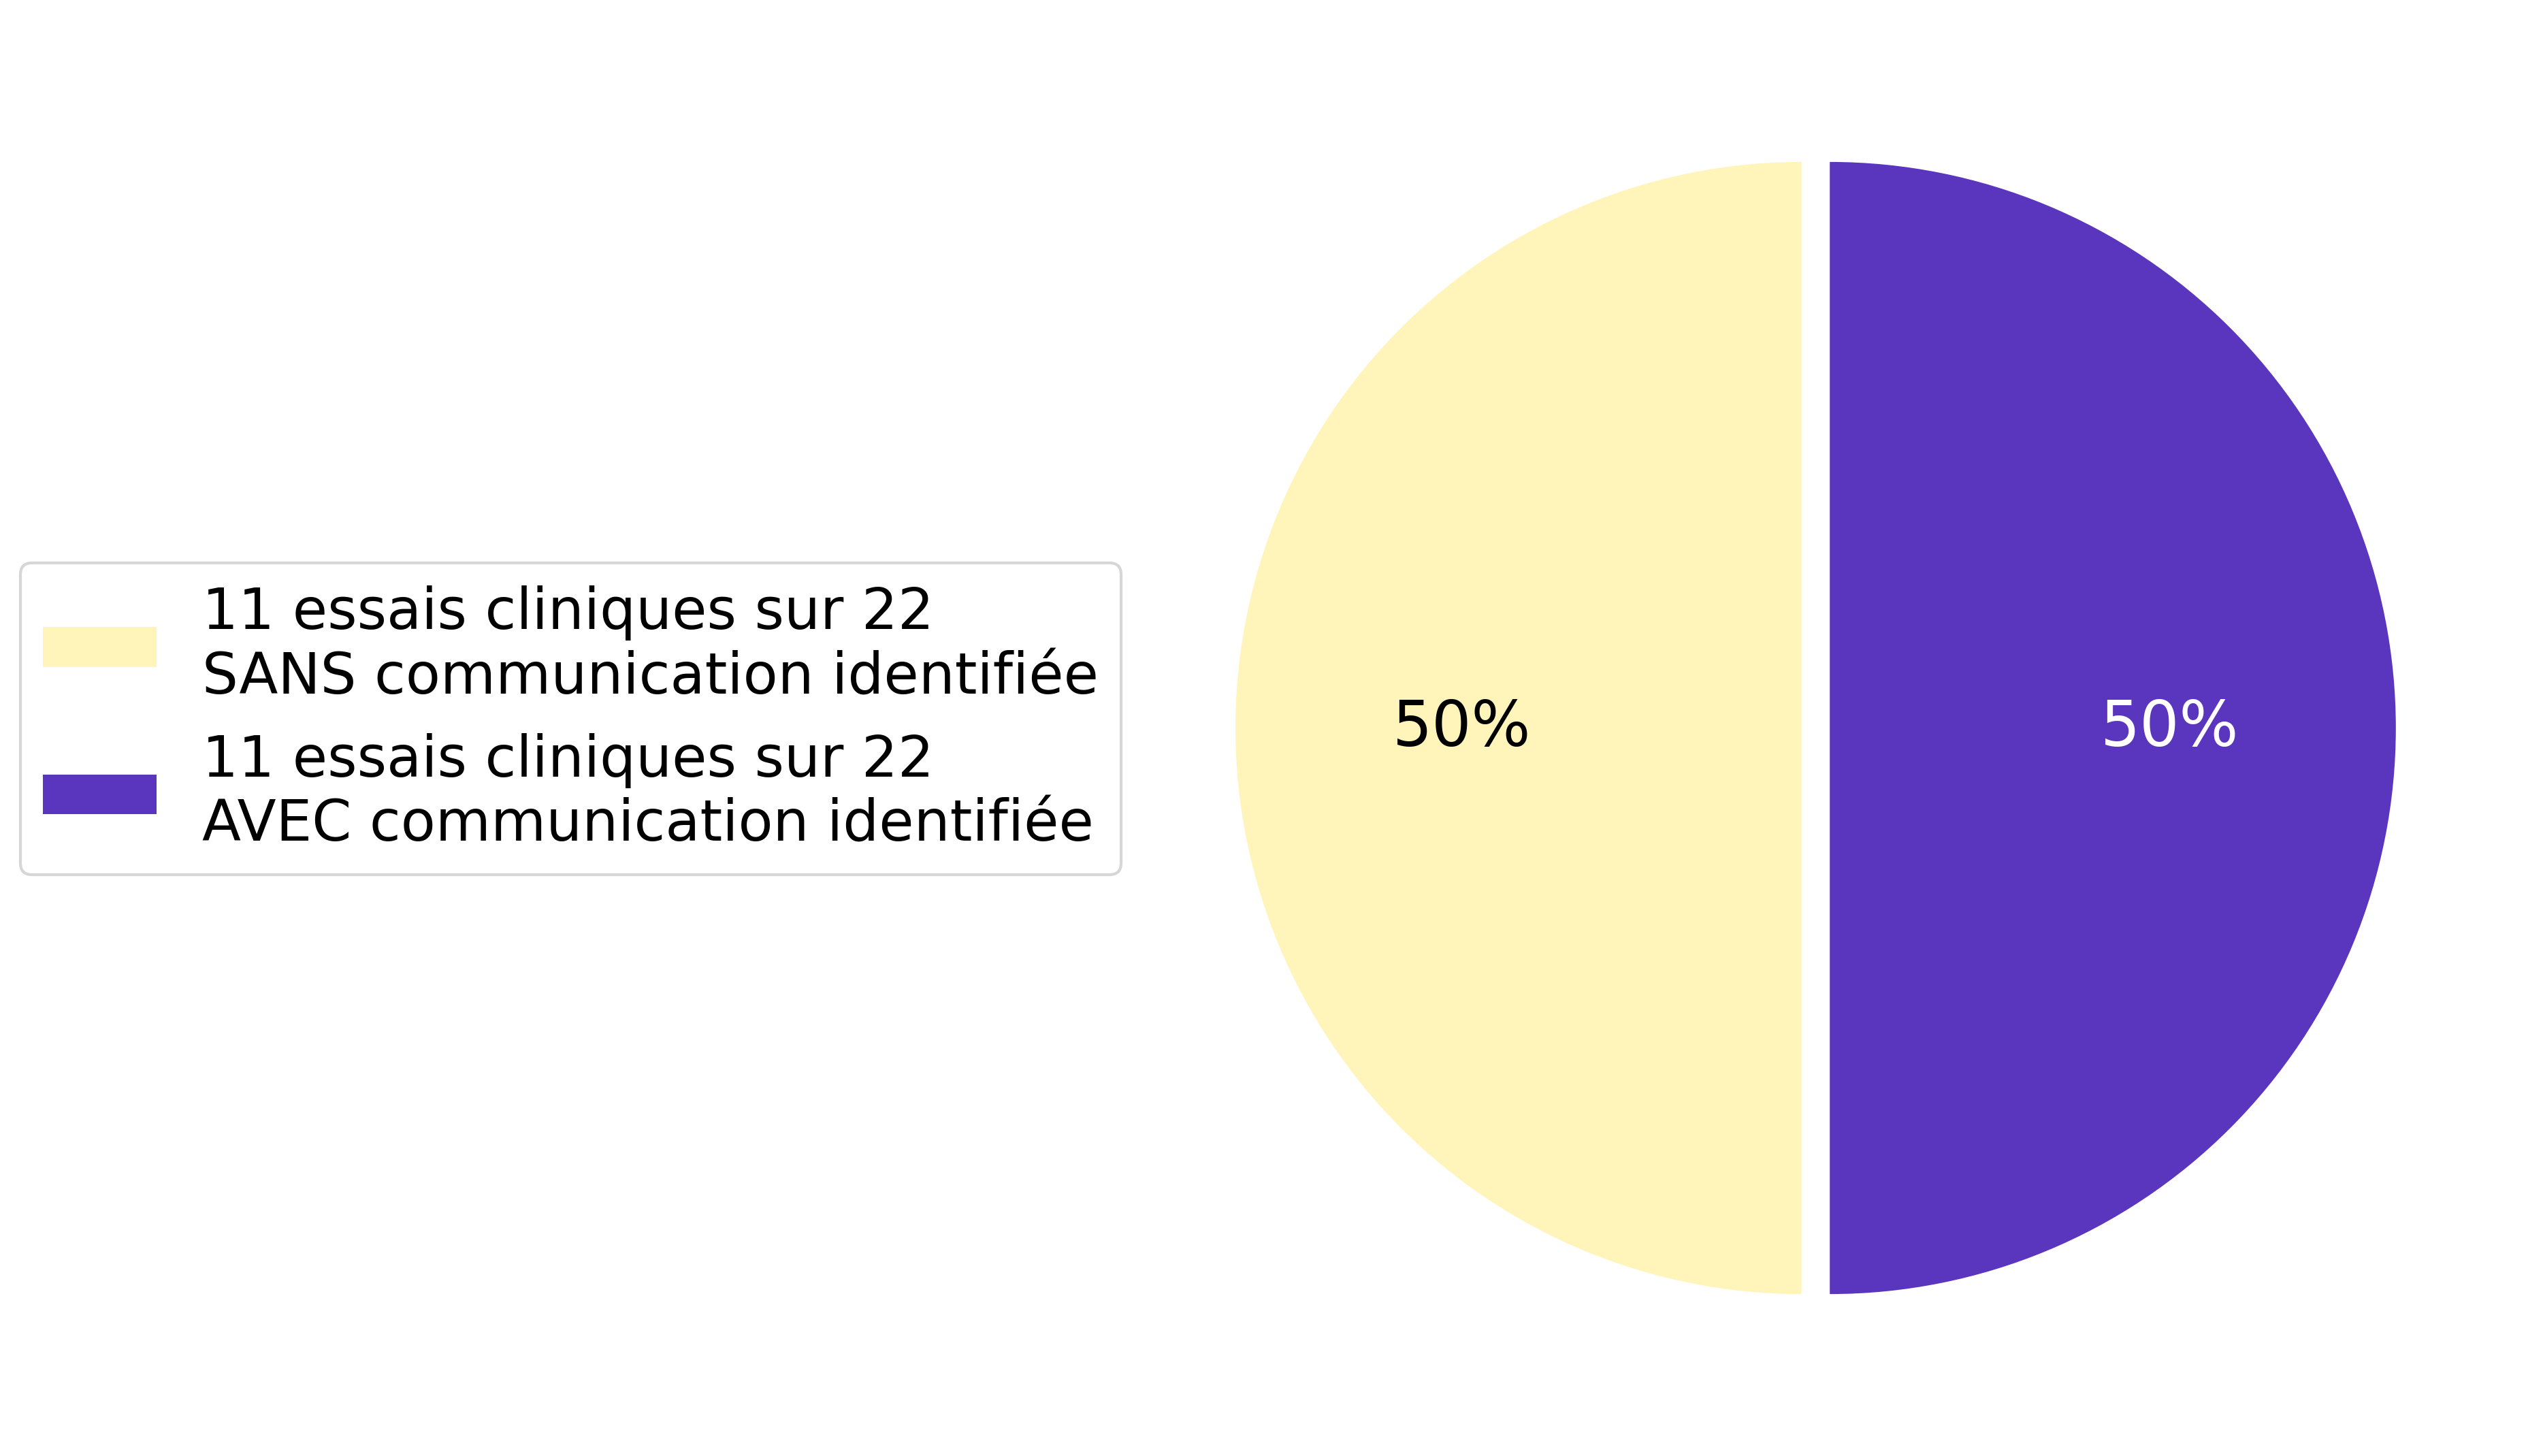 11 essais cliniques sur 22
SANS communication identifiée
11 essais cliniques sur 22
AVEC communication identifiée
50%
50%